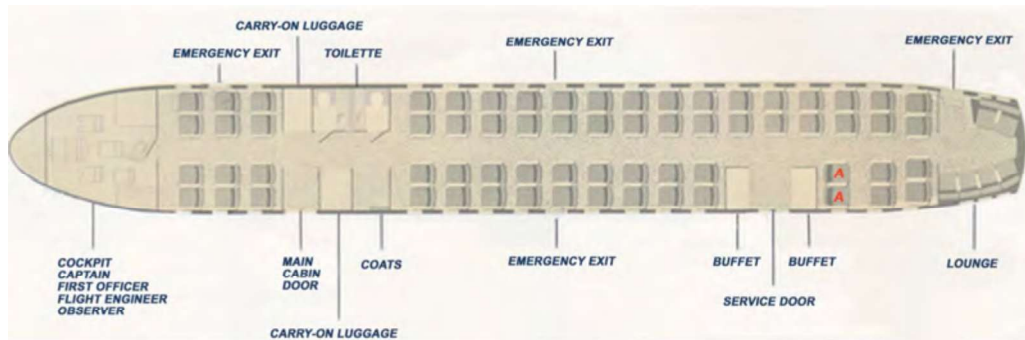 CARRY-ON LUGGAGE
EMERGENCY EXIT
TOILETTE
EMERGENCY EXIT
EMERGENCY EXIT
A
A
COCKPIT
CAPTAIN
FIRST OFFICER
FLIGHT ENGINEER
OBSERVER
MAIN
CABIN
DOOR
COATS
CARRY-ON LUGGAGE
EMERGENCY EXIT
BUFFET
BUFFET
SERVICE DOOR
LOUNGE